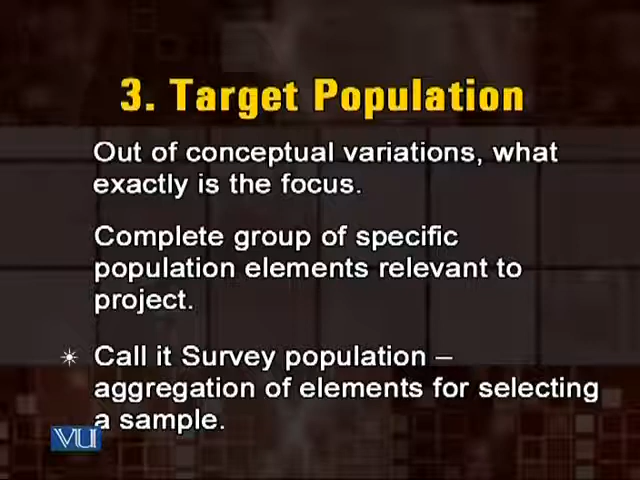 3. Target Population
Out of conceptual variations, what
exactly is the focus.
Complete group of specific
population elements relevant to
project.
Call it Survey population –
aggregation of elements for selecting
a sample.
VU